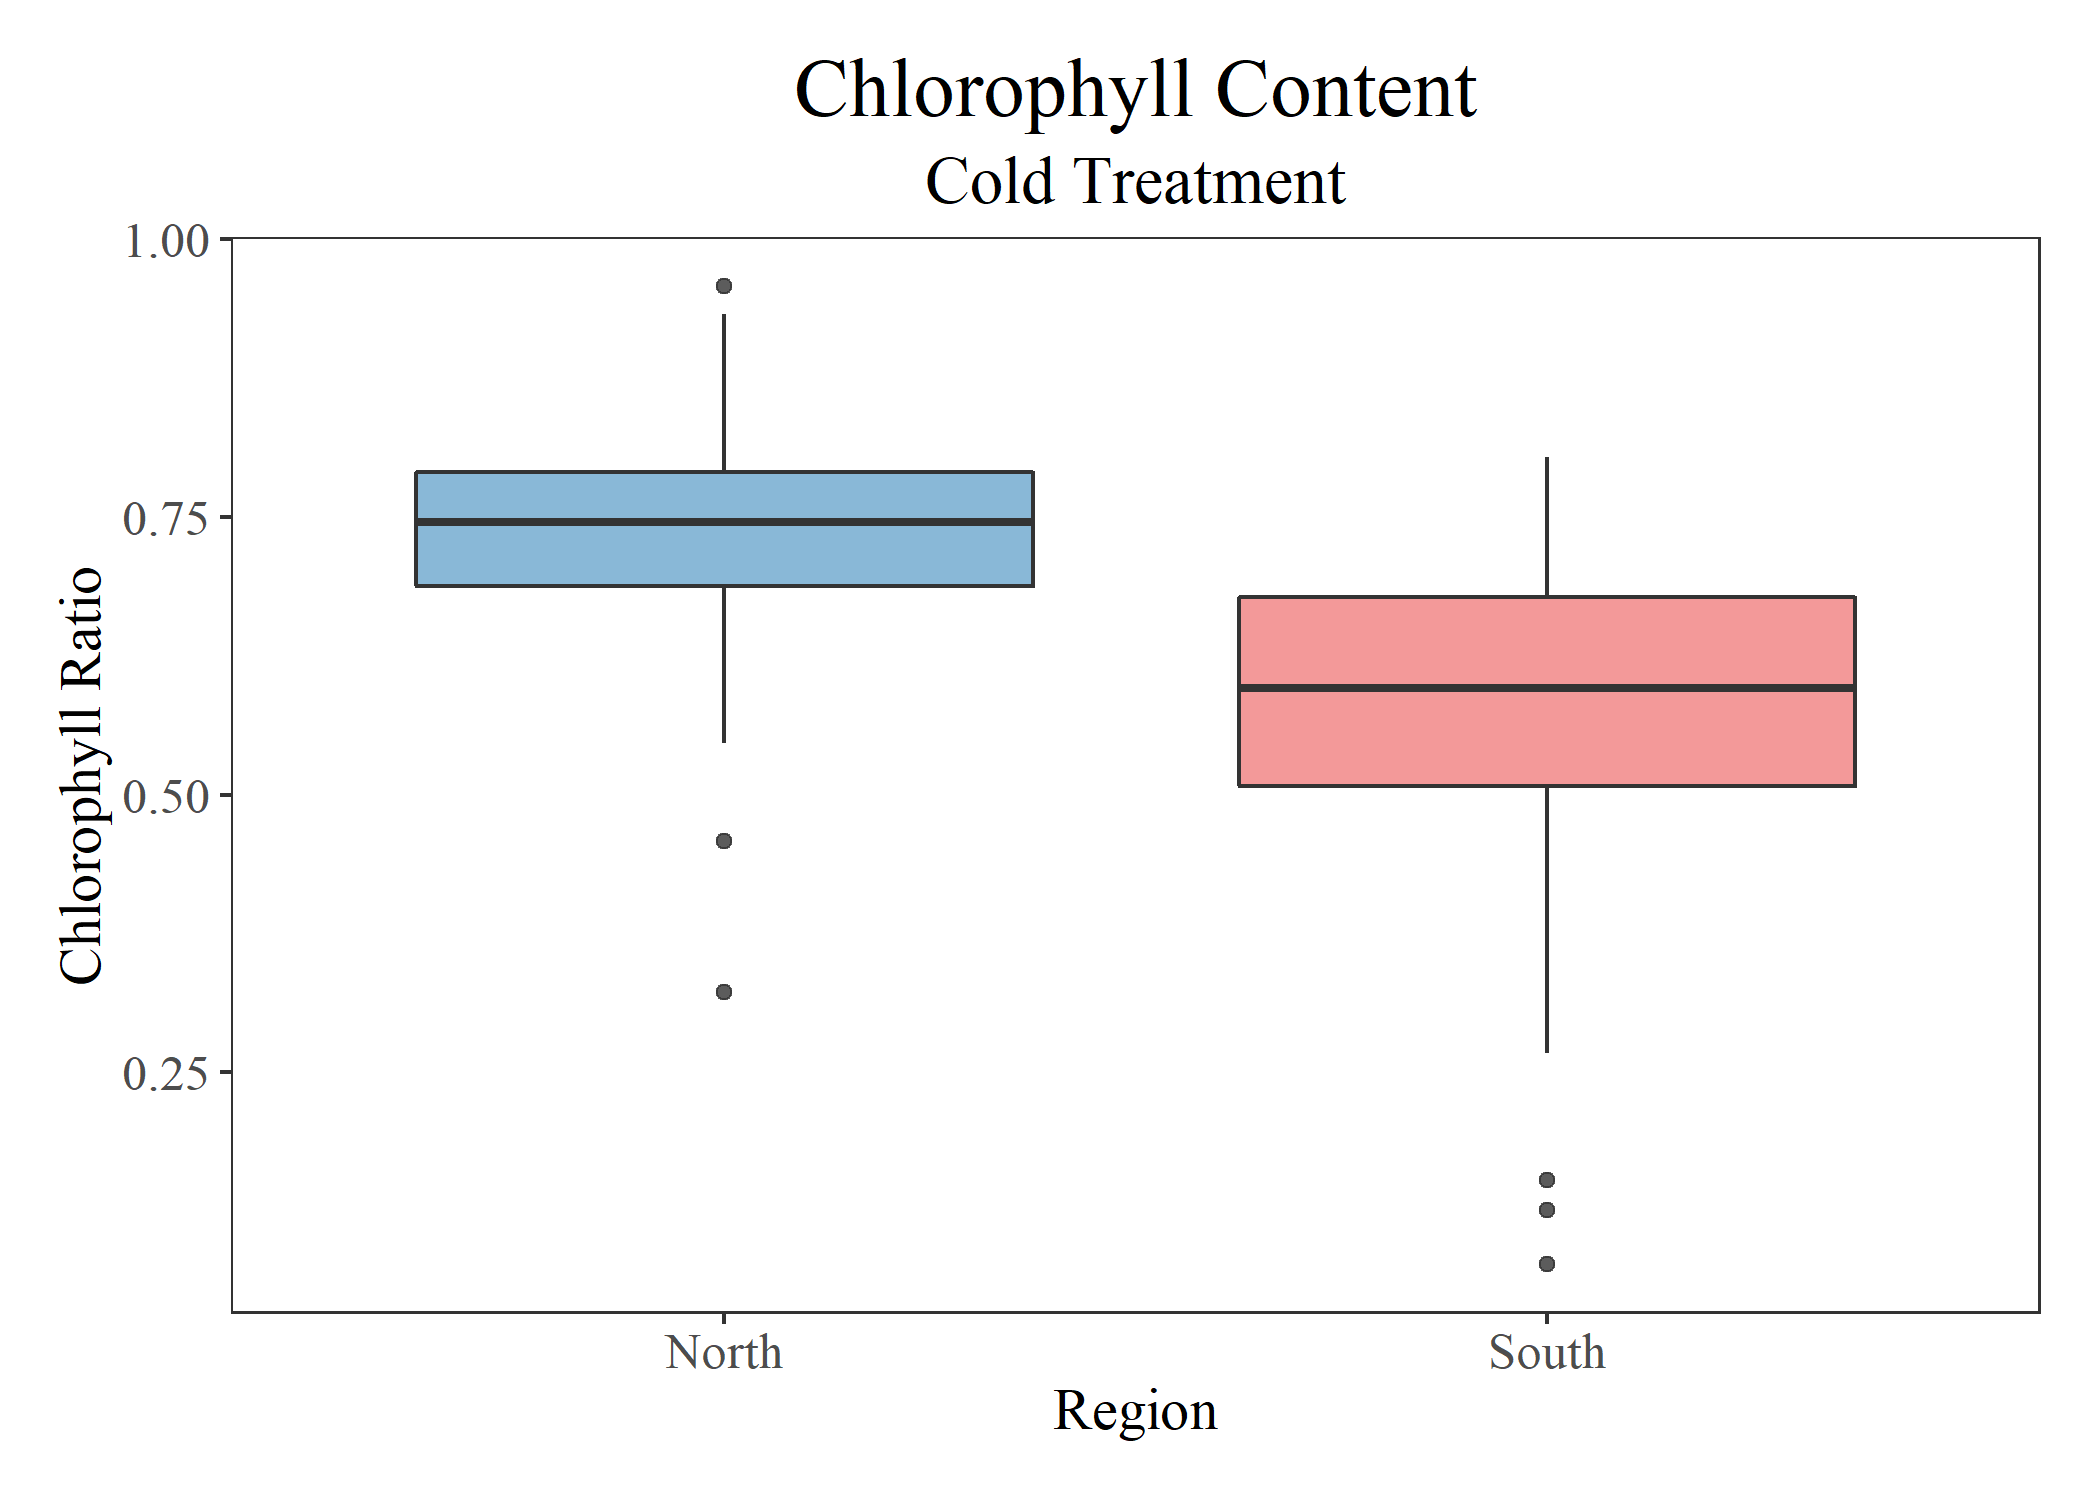 Chlorophyll Content
Cold Treatment
1.00
0.75
0.50
0.25
Chlorophyll Ratio
North
South
Region